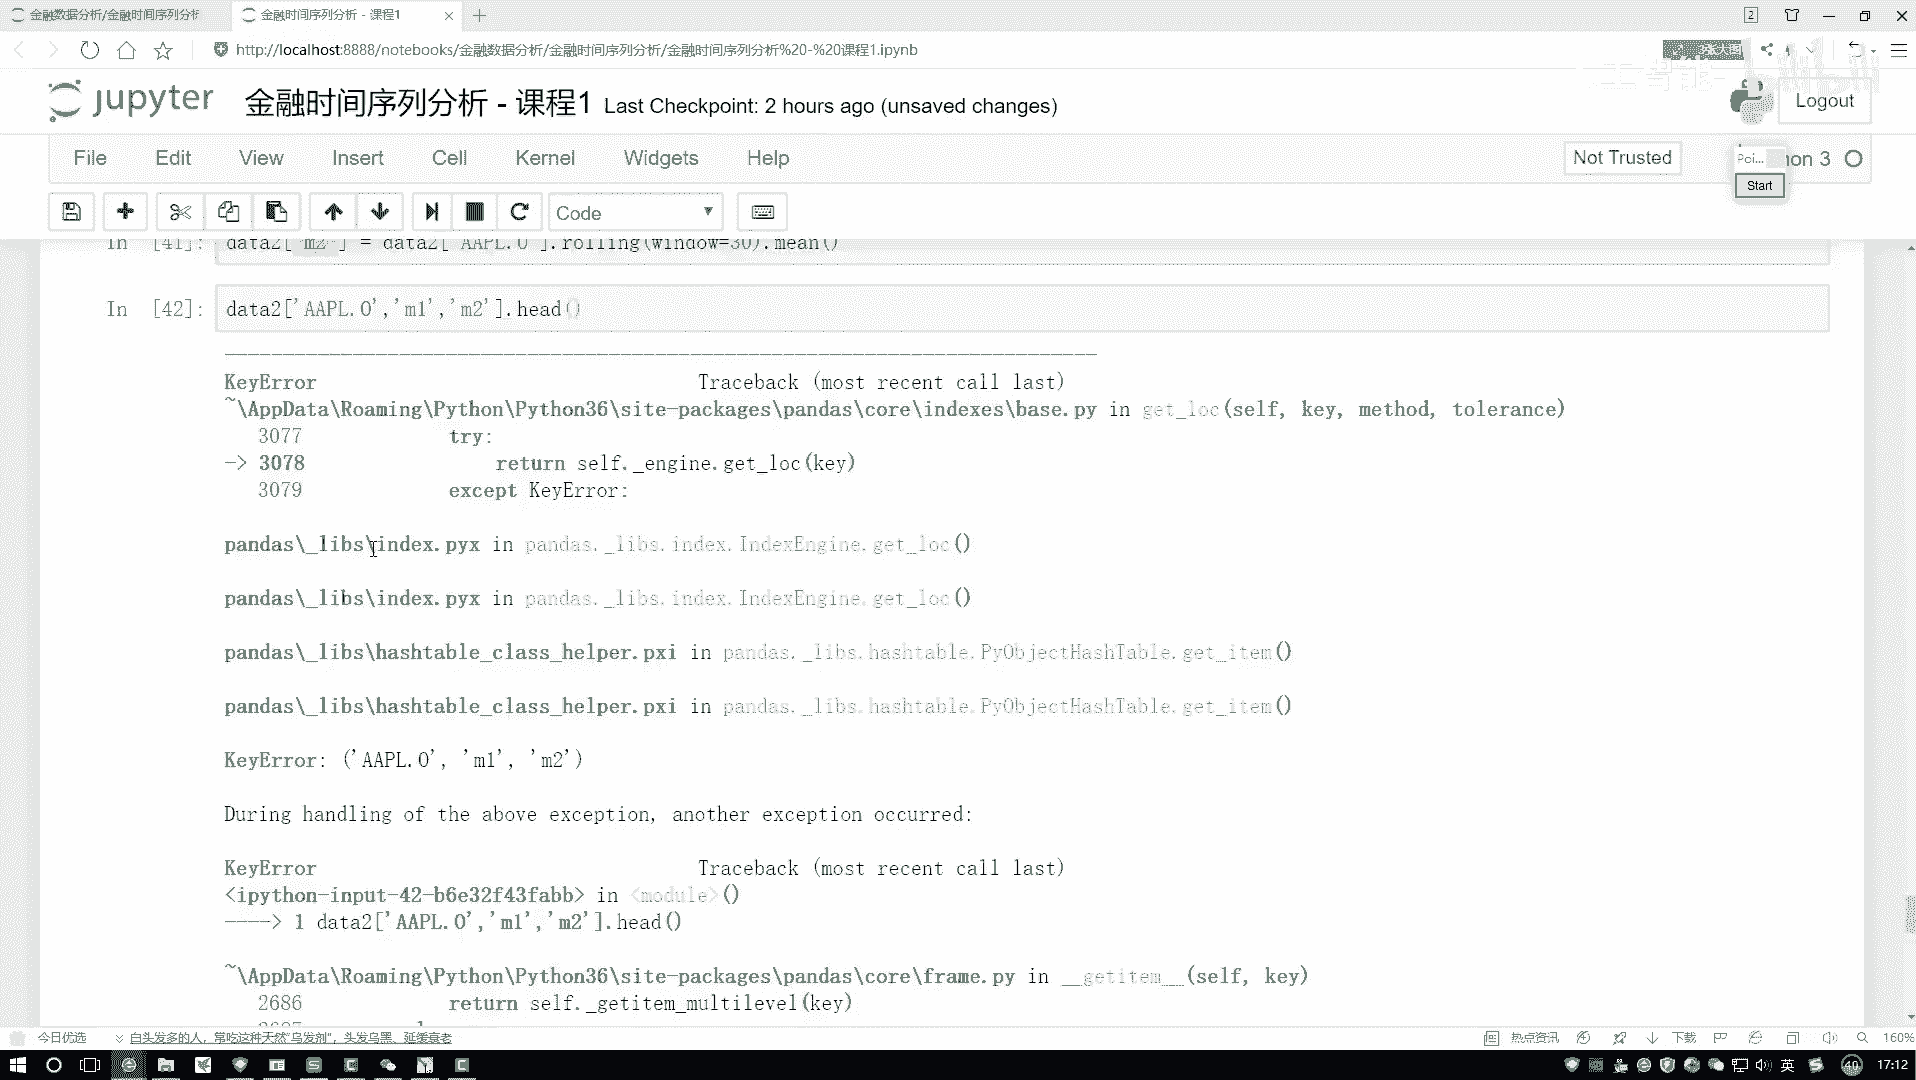 金融数据分析/金融时间序列分析
金融时间序列分析 - 课程1
2
http://localhost:8888/notebooks/金融数据分析/金融时间序列分析/金融时间序列分析%20-%20课程1.ipynb
jupyter 金融时间序列分析 - 课程1 Last Checkpoint: 2 hours ago (unsaved changes)
Logout
File Edit View Insert Cell Kernel Widgets Help
Not Trusted
Poi... hon 3
Start
Code
In [41]: data2['m2'] = data2['AAPL.O'].rolling(window=30).mean()
In [42]: data2['AAPL.O','m1','m2'].head()
---------------------------------------------------------------------------
KeyError Traceback (most recent call last)
~\AppData\Roaming\Python\Python36\site-packages\pandas\core\indexes\base.py in get_loc(self, key, method, tolerance)
3077 try:
-> 3078 return self._engine.get_loc(key)
3079 except KeyError:
pandas\_libs\index.pyx in pandas._libs.index.IndexEngine.get_loc()
pandas\_libs\index.pyx in pandas._libs.index.IndexEngine.get_loc()
pandas\_libs\hashtable_class_helper.pxi in pandas._libs.hashtable.PyObjectHashTable.get_item()
pandas\_libs\hashtable_class_helper.pxi in pandas._libs.hashtable.PyObjectHashTable.get_item()
KeyError: ('AAPL.O', 'm1', 'm2')
During handling of the above exception, another exception occurred:
KeyError Traceback (most recent call last)
<ipython-input-42-b6e32f43fabb> in <module>()
----> 1 data2['AAPL.O','m1','m2'].head()
~\AppData\Roaming\Python\Python36\site-packages\pandas\core\frame.py in __getitem__(self, key)
2686 return self._getitem_multilevel(key)
今日优选 白头发多的人，常吃这种天然"乌发剂"，头发乌黑、延缓衰老
热点资讯 下载 160%
英 40 17:12